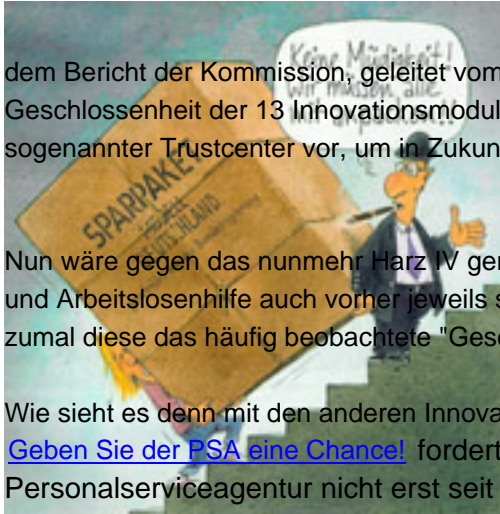 Keine Müdigkeit!
wir müssen alle
mit anpacken!!
dem Bericht der Kommission, geleitet vom
Geschlossenheit der 13 Innovationsmodul
sogenannter Trustcenter vor, um in Zukun
SPARPAKET
DEUTSCHLAND
Nun wäre gegen das nunmehr Harz IV ger
und Arbeitslosenhilfe auch vorher jeweils s
zumal diese das häufig beobachtete "Gese
Wie sieht es denn mit den anderen Innova
Geben Sie der PSA eine Chance! fordert
Personalserviceagentur nicht erst seit